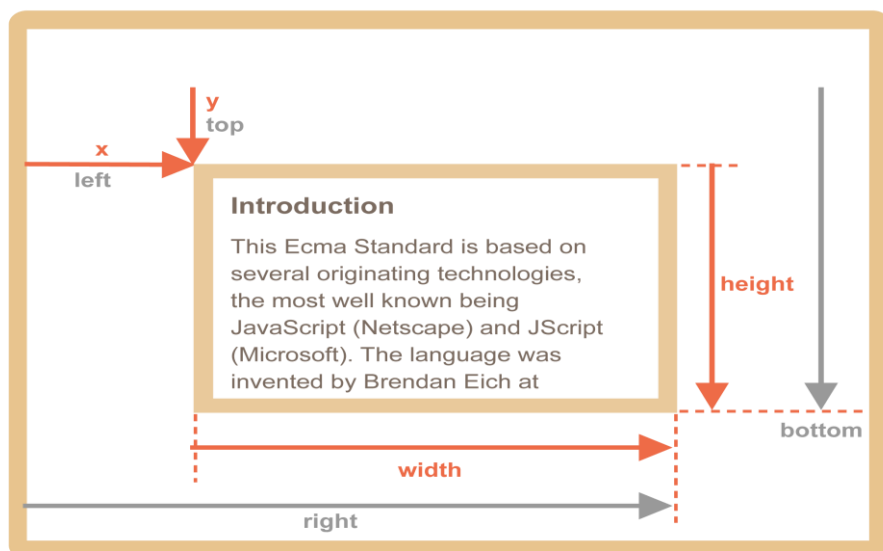 y
top
x
left
Introduction
This Ecma Standard is based on
several originating technologies,
the most well known being
JavaScript (Netscape) and JScript
(Microsoft). The language was
invented by Brendan Eich at
height
bottom
width
right